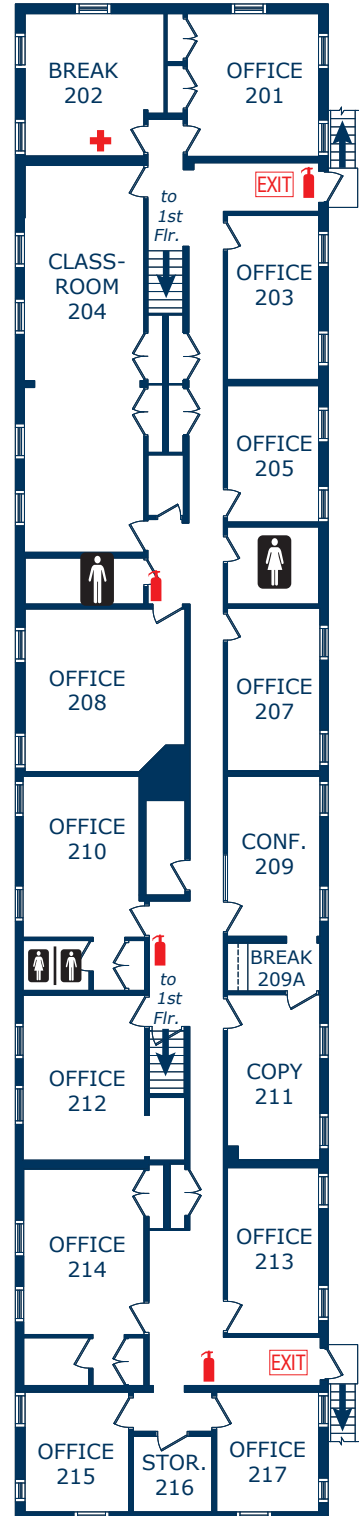 BREAK
202
OFFICE
201
to
1st
Flr.
EXIT
CLASS-
ROOM
204
OFFICE
203
OFFICE
205
OFFICE
208
OFFICE
207
OFFICE
210
CONF.
209
BREAK
209A
to
1st
Flr.
OFFICE
212
COPY
211
OFFICE
214
OFFICE
213
EXIT
OFFICE
215
STOR.
216
OFFICE
217